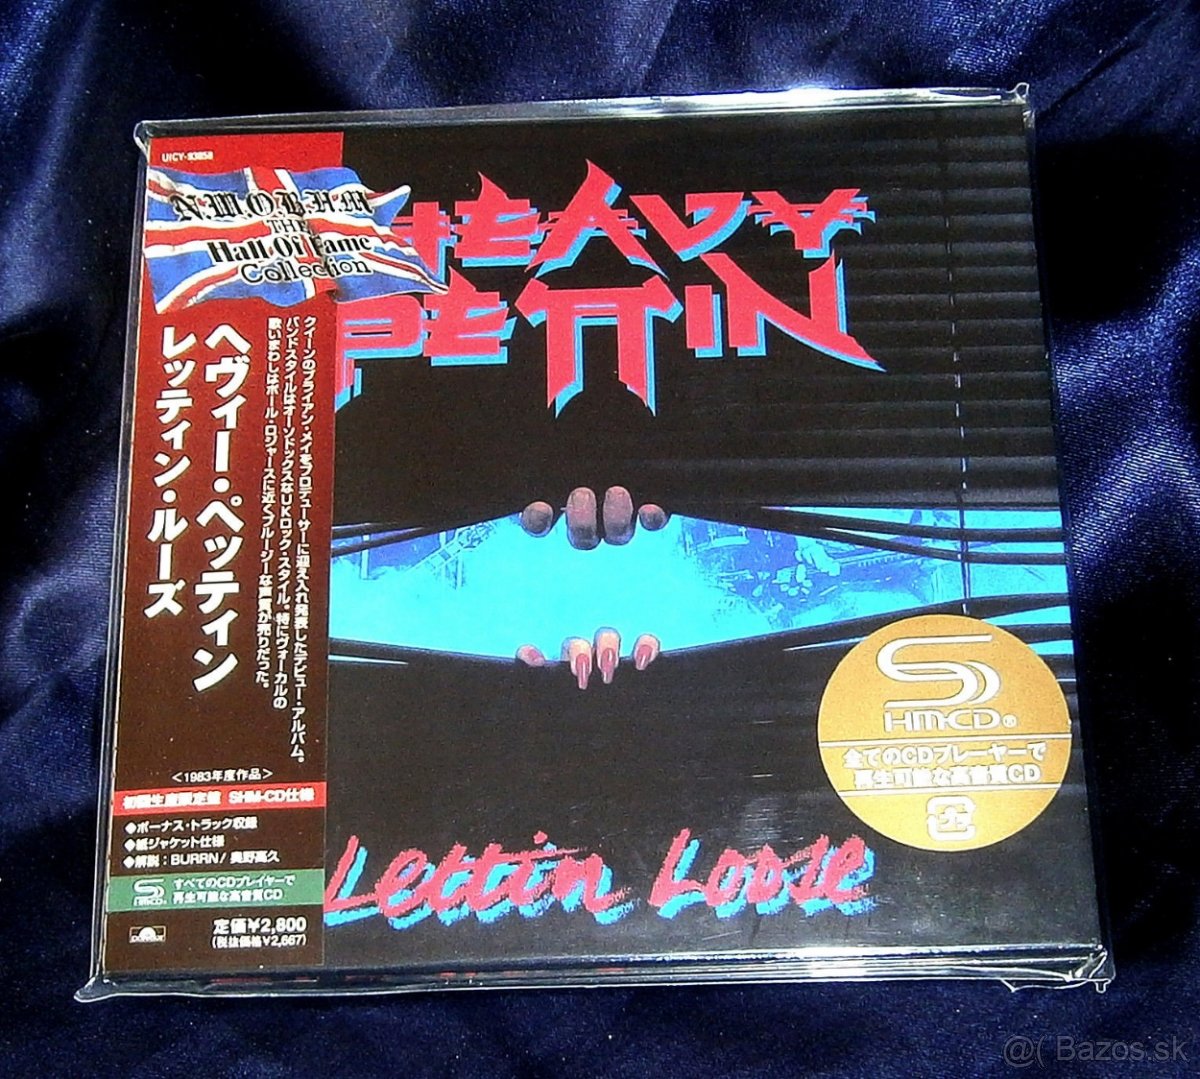 UICY-93858
N.W.O.B.H.M
THE
Hall Of Fame
Collection
ヘヴィー・ペッティン
レッティン・ルーズ
クイーンのブライアン・メイをプロデューサーに迎え入れ発表したデビュー・アルバム。
バンドスタイルはオーソドックスなUKロック・スタイル。特にヴォーカルの
歌いまわしはポール・ロジャースに近くブルージーな声質が売りだった。
<1983年度作品>
初回生産限定盤 SHM-CD仕様
◆ボーナス・トラック収録
◆紙ジャケット仕様
◆解説:BURRN/ 奥野高久
SHM-CD
すべてのCDプレイヤーで
再生可能な高音質CD
定価¥2,800
(税抜価格¥2,667)
HEAVY
PETTIN
SHM-CD®
全てのCDプレーヤーで
再生可能な高音質CD
Lettin Loose
@( Bazos.sk